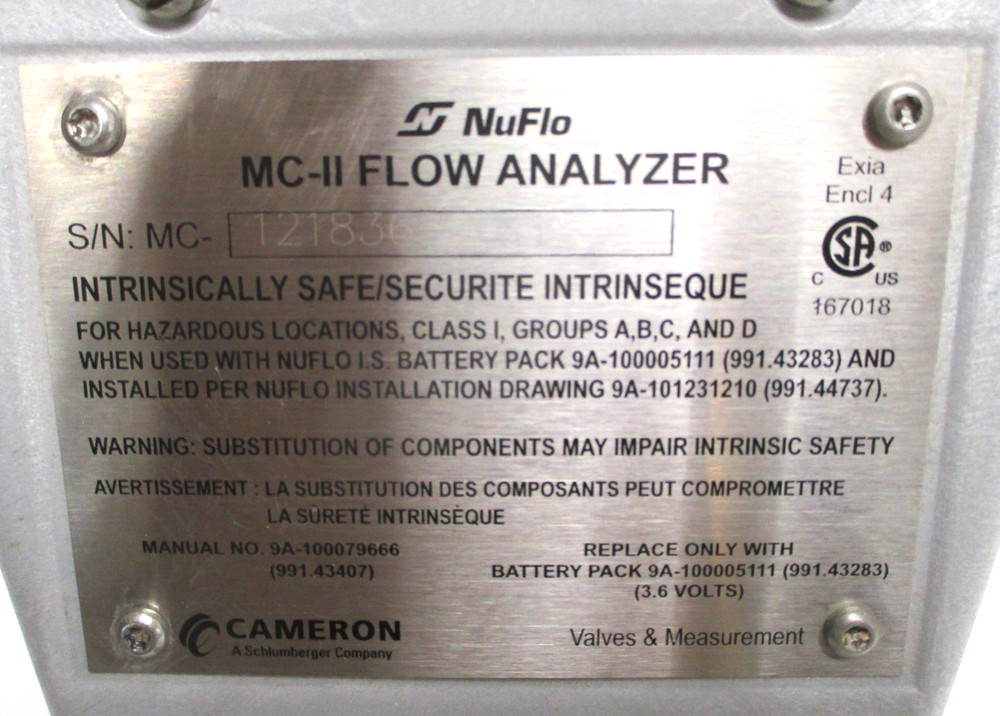 NuFlo
MC-II FLOW ANALYZER
Exia
Encl 4
S/N: MC- 121836
SA ®
C US
167018
INTRINSICALLY SAFE/SECURITE INTRINSEQUE
FOR HAZARDOUS LOCATIONS, CLASS I, GROUPS A,B,C, AND D
WHEN USED WITH NUFLO I.S. BATTERY PACK 9A-100005111 (991.43283) AND
INSTALLED PER NUFLO INSTALLATION DRAWING 9A-101231210 (991.44737).
WARNING: SUBSTITUTION OF COMPONENTS MAY IMPAIR INTRINSIC SAFETY
AVERTISSEMENT : LA SUBSTITUTION DES COMPOSANTS PEUT COMPROMETTRE
LA SÛRETÈ INTRINSÈQUE
MANUAL NO. 9A-100079666
(991.43407)
REPLACE ONLY WITH
BATTERY PACK 9A-100005111 (991.43283)
(3.6 VOLTS)
CAMERON
A Schlumberger Company
Valves & Measurement